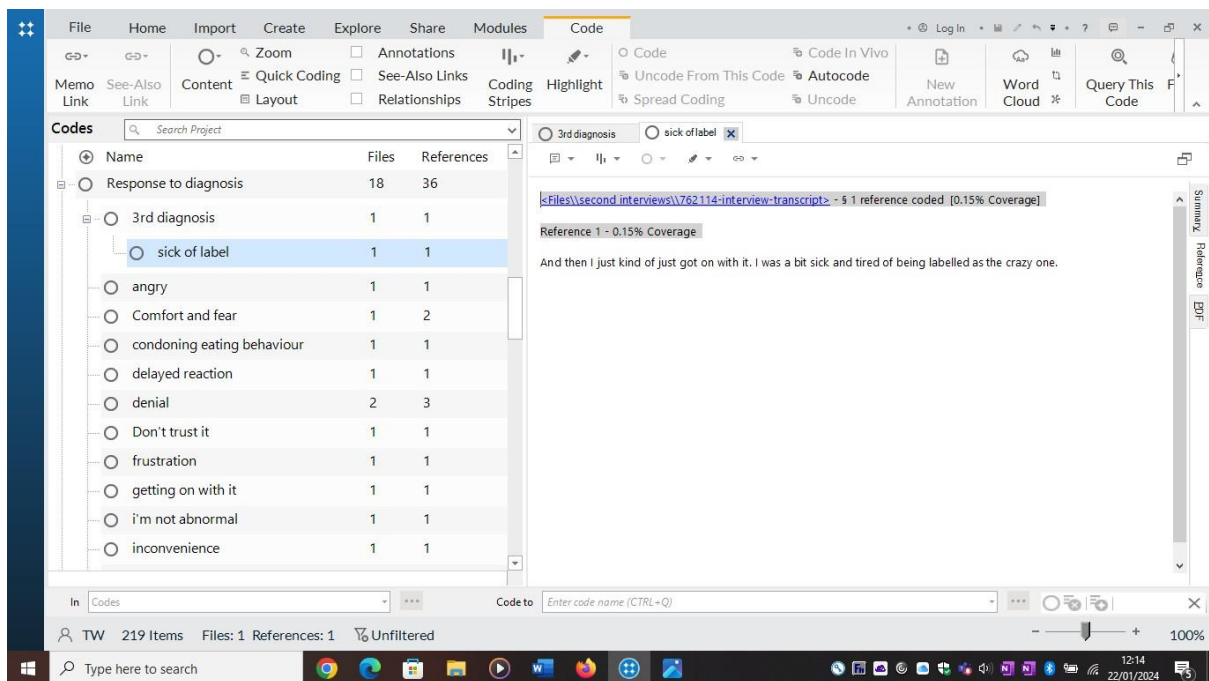 File Home Import Create Explore Share Modules Code Log In ?
Zoom Annotations Code Code In Vivo
Memo Link See-Also Link Content Quick Coding See-Also Links Coding Stripes Highlight Uncode From This Code Autocode New Annotation Word Cloud Query This Code
Layout Relationships Spread Coding Uncode
Codes Search Project 3rd diagnosis sick of label
Name Files References
Response to diagnosis 18 36
<Files\\second interviews\\762114-interview-transcript> - § 1 reference coded [0.15% Coverage]
3rd diagnosis 1 1
Reference 1 - 0.15% Coverage
sick of label 1 1
And then I just kind of just got on with it. I was a bit sick and tired of being labelled as the crazy one.
angry 1 1
Comfort and fear 1 2
condoning eating behaviour 1 1
delayed reaction 1 1
denial 2 3
Don't trust it 1 1
frustration 1 1
getting on with it 1 1
i'm not abnormal 1 1
inconvenience 1 1
Summary
Reference
PDF
In Codes Code to Enter code name (CTRL+Q)
TW 219 Items Files: 1 References: 1 Unfiltered 100%
Type here to search 12:14
22/01/2024